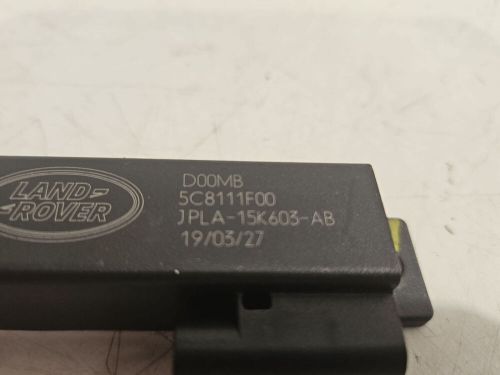 LAND-
ROVER
D00MB
5C8111F00
JPLA-15K603-AB
19/03/27